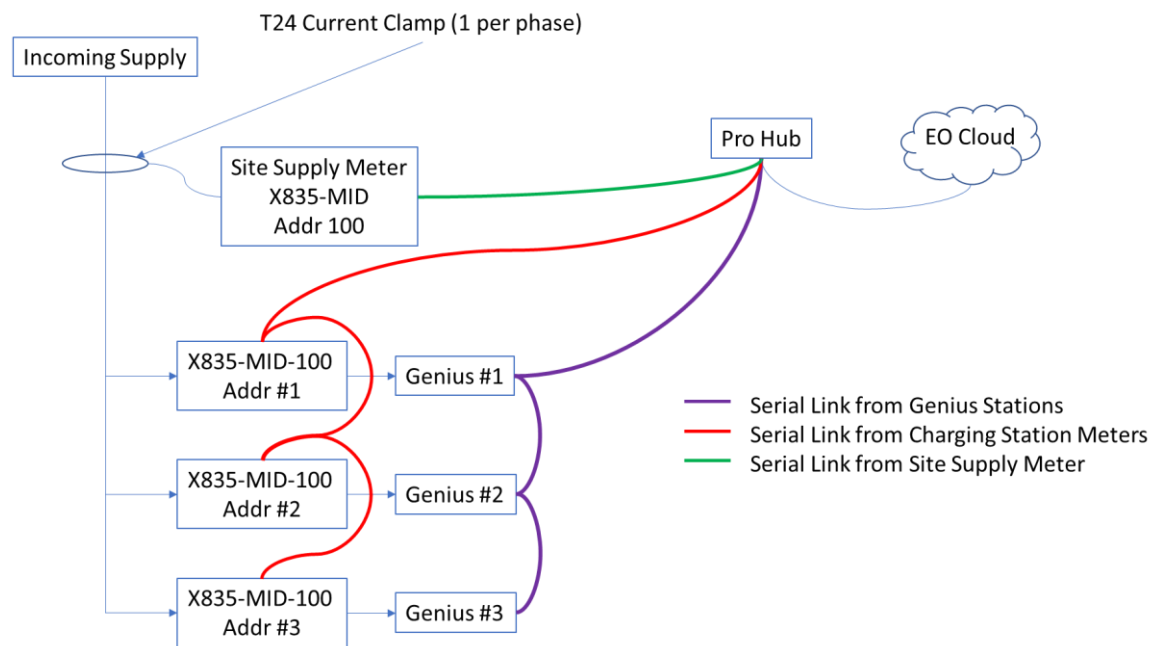 T24 Current Clamp (1 per phase)
Incoming Supply
Site Supply Meter
X835-MID
Addr 100
Pro Hub
EO Cloud
X835-MID-100
Addr #1
Genius #1
X835-MID-100
Addr #2
Genius #2
X835-MID-100
Addr #3
Genius #3
Serial Link from Genius Stations
Serial Link from Charging Station Meters
Serial Link from Site Supply Meter